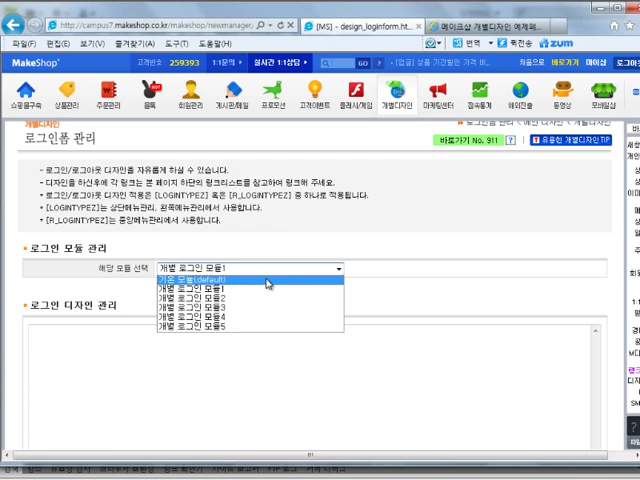 http://campus7.makeshop.co.kr/makeshop/newmanager/
[MS] - design_loginform.ht...
메이크샵 개별디자인 예제페...
파일(F) 편집(E) 보기(V) 즐겨찾기(A) 도구(T) 도움말(H)
번역 퀵전송 zum
MakeShop 고객번호 259393 1:1문의 실시간 1:1상담 GO 처음으로 바로가기 마이샵 로그아웃
쇼핑몰구축 상품관리 주문관리 몰톡 회원관리 게시판/메일 프로모션 고객이벤트 플래시/게임 개별디자인 마케팅센터 접속통계 해외진출 동영상 모바일샵
개별디자인
로그인폼 관리
바로가기 No. 911 ? 유용한 개별디자인TIP
- 로그인/로그아웃 디자인을 자유롭게 하실 수 있습니다.
- 디자인을 하신후에 각 링크는 본 페이지 하단의 링크리스트를 참고하여 링크해 주세요.
* 로그인/로그아웃 디자인 적용은 [LOGINTYPEZ] 혹은 [R_LOGINTYPEZ] 중 하나로 적용됩니다.
* [LOGINTYPEZ]는 상단메뉴관리, 왼쪽메뉴관리에서 사용합니다.
* [R_LOGINTYPEZ]는 중앙메뉴관리에서 사용합니다.
로그인 모듈 관리
해당 모듈 선택 개별 로그인 모듈1
기본 모듈(default)
개별 로그인 모듈1
개별 로그인 모듈2
개별 로그인 모듈3
개별 로그인 모듈4
개별 로그인 모듈5
로그인 디자인 관리